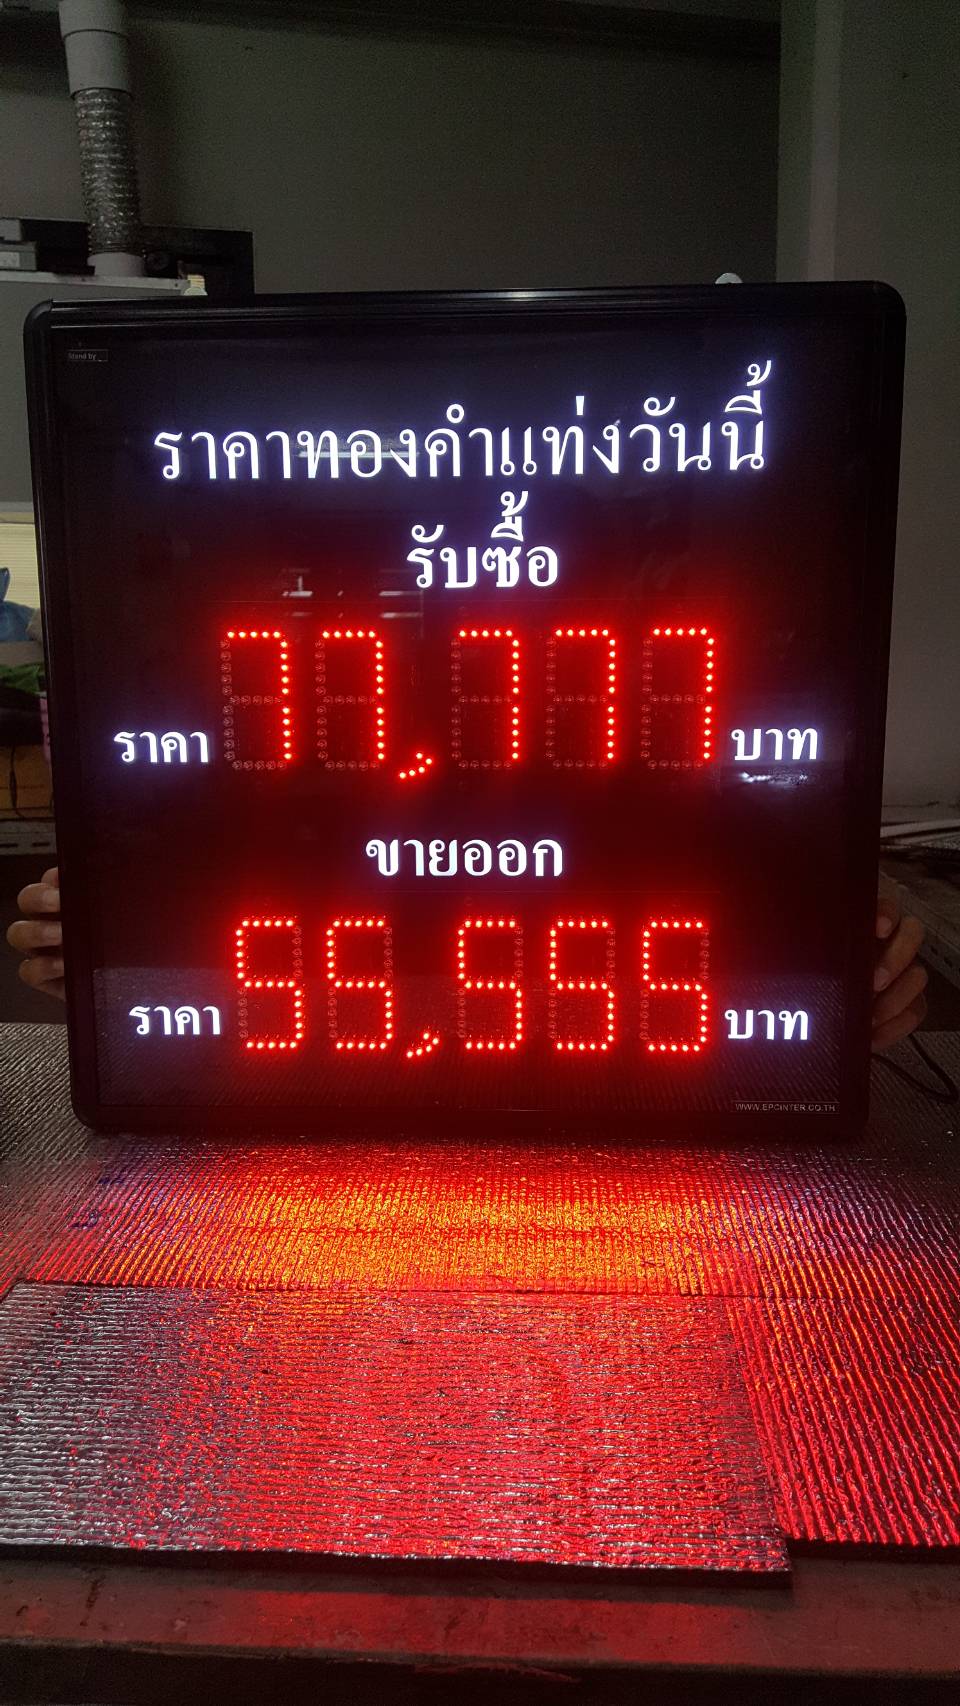 Stand by
ราคาทองคำแท่งวันนี้
รับซื้อ
ราคา 77,777 บาท
ขายออก
ราคา 55,555 บาท
WWW.EPCINTER.CO.TH